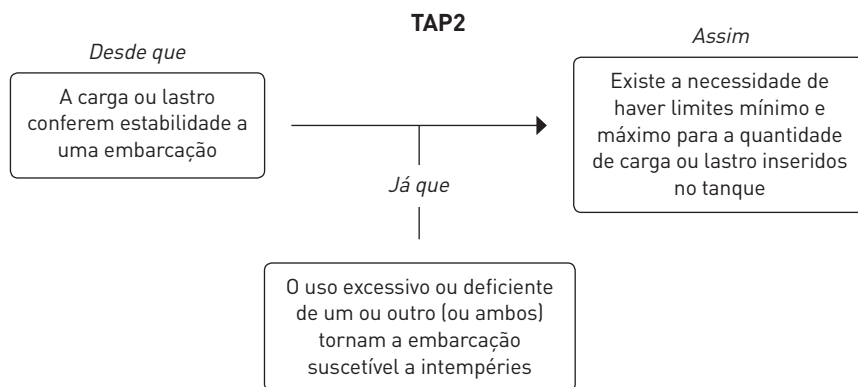 TAP2
Desde que
A carga ou lastro
conferem estabilidade a
uma embarcação
Assim
Existe a necessidade de
haver limites mínimo e
máximo para a quantidade
de carga ou lastro inseridos
no tanque
Já que
O uso excessivo ou deficiente
de um ou outro (ou ambos)
tornam a embarcação
suscetível a intempéries